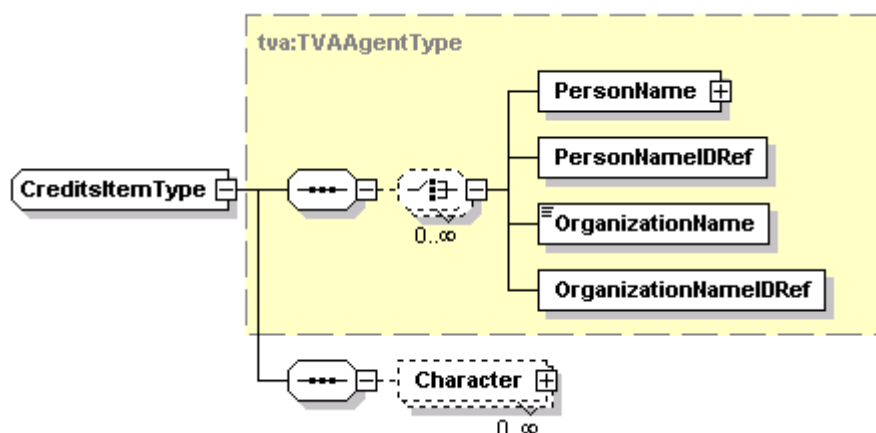 tva:TVAAgentType
PersonName
PersonNameIDRef
CreditsItemType
OrganizationName
0..∞
OrganizationNameIDRef
Character
0..∞